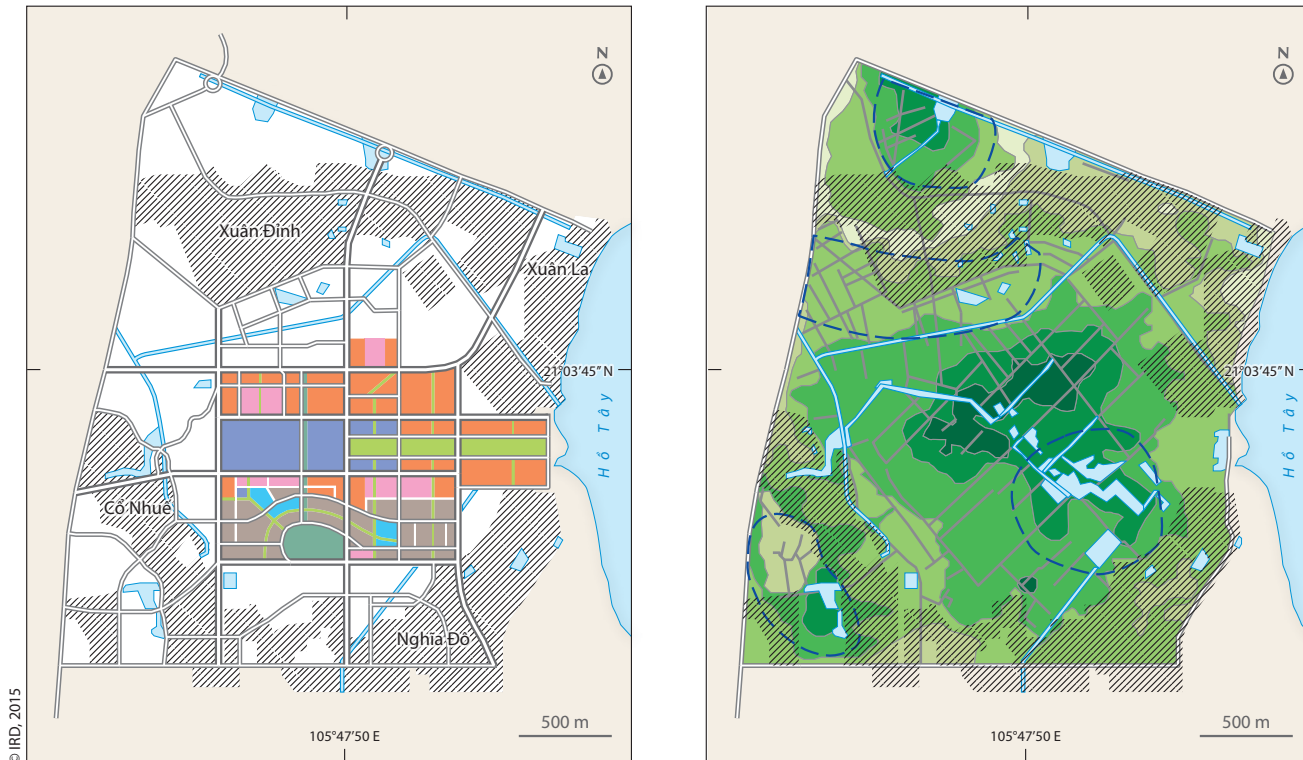 N
Xuân Đỉnh
Xuân La
21°03’45’’ N
Hồ Tây
Cổ Nhuế
Nghĩa Đô
500 m
105°47’50 E
© IRD, 2015
N
21°03’45’’ N
Hồ Tây
500 m
105°47’50 E